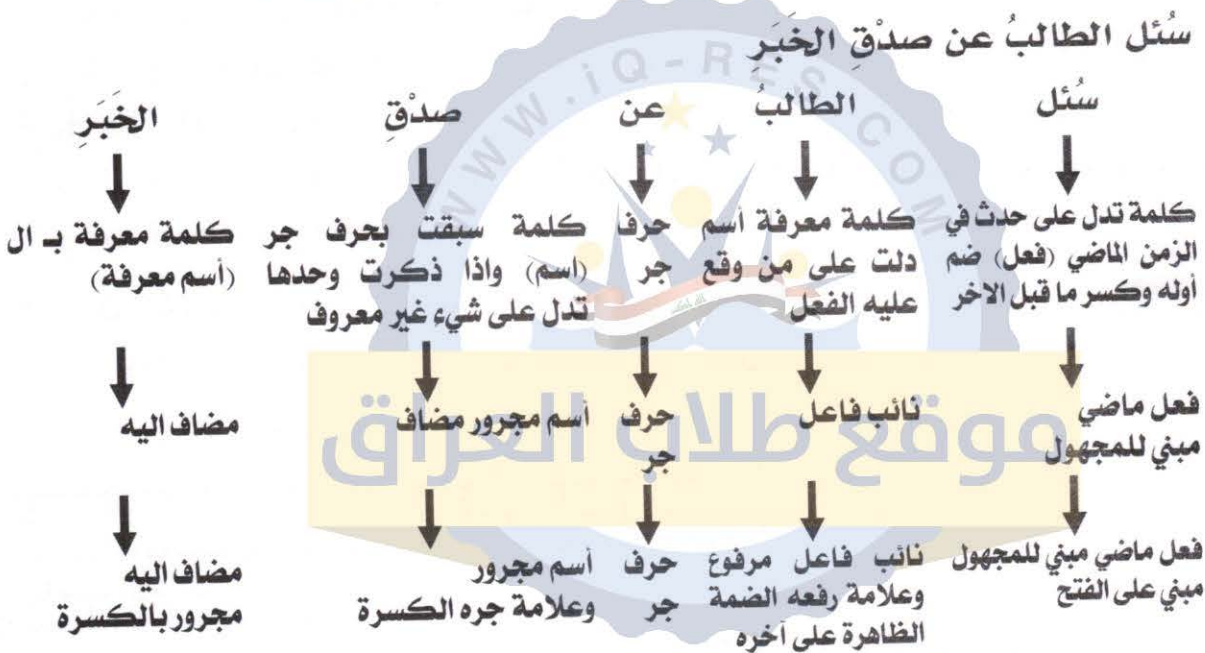 سُئل الطالبُ عن صدْقِ الخَبَرِ
سُئل الطالبُ عن صدْقِ الخَبَرِ
كلمة تدل على حدث في كلمة معرفة أسم حرف كلمة سبقت بحرف جر كلمة معرفة بـ ال
الزمن الماضي (فعل) ضم دلت على من وقع جر (اسم) واذا ذكرت وحدها (أسم معرفة)
أوله وكسر ما قبل الاخر عليه الفعل تدل على شيء غير معروف
فعل ماضي نائب فاعل حرف أسم مجرور مضاف مضاف اليه
مبني للمجهول جر
فعل ماضي مبني للمجهول نائب فاعل مرفوع حرف أسم مجرور مضاف اليه
مبني على الفتح وعلامة رفعه الضمة جر وعلامة جره الكسرة مجرور بالكسرة
الظاهرة على آخره
WWW.iQ-RES.COM
موقع طلاب العراق